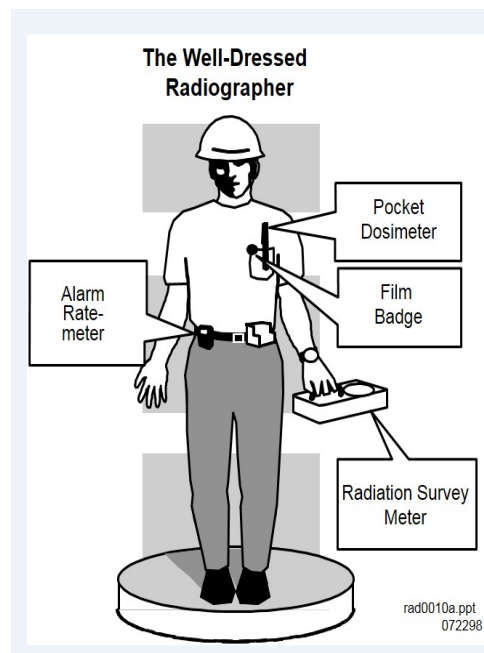 The Well-Dressed
Radiographer
Pocket
Dosimeter
Film
Badge
Alarm
Rate-
meter
Radiation Survey
Meter
rad0010a.ppt
072298